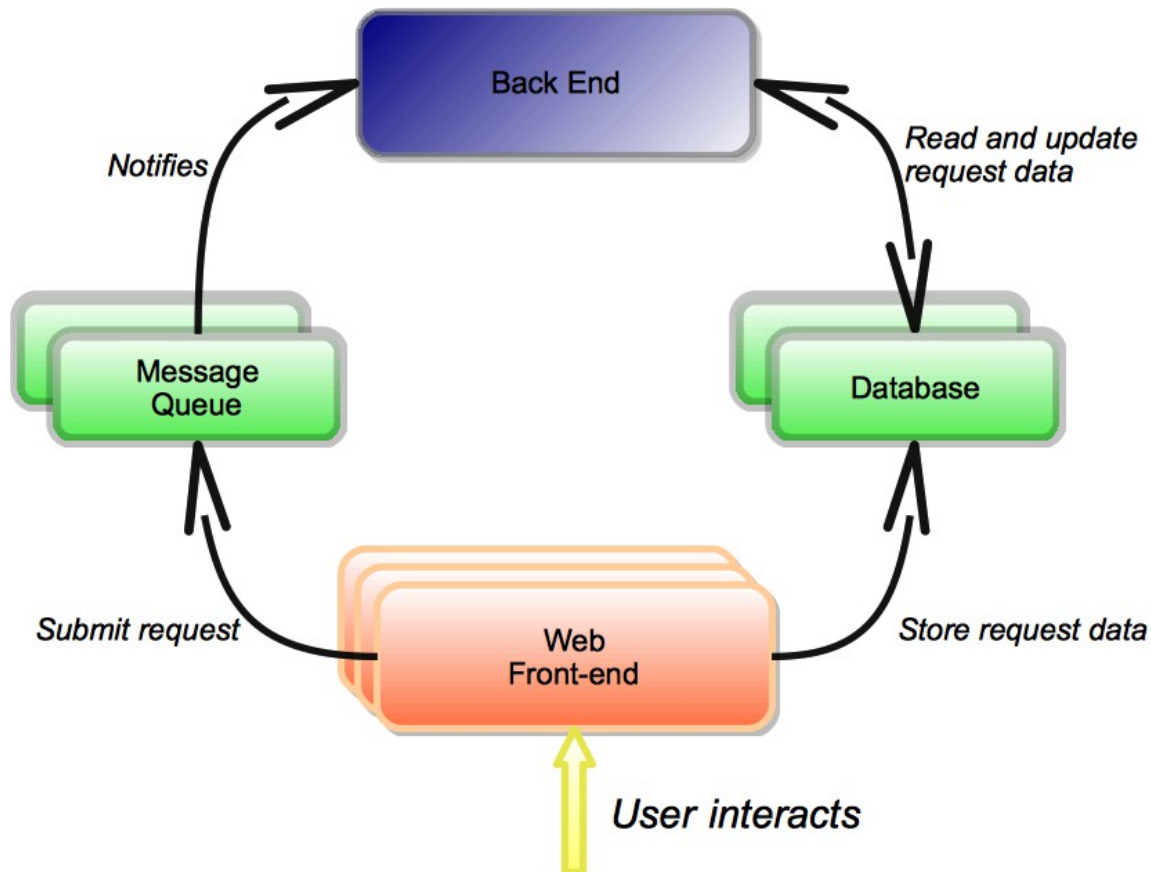 Back End
Notifies
Read and update
request data
Message
Queue
Database
Submit request
Web
Front-end
Store request data
User interacts